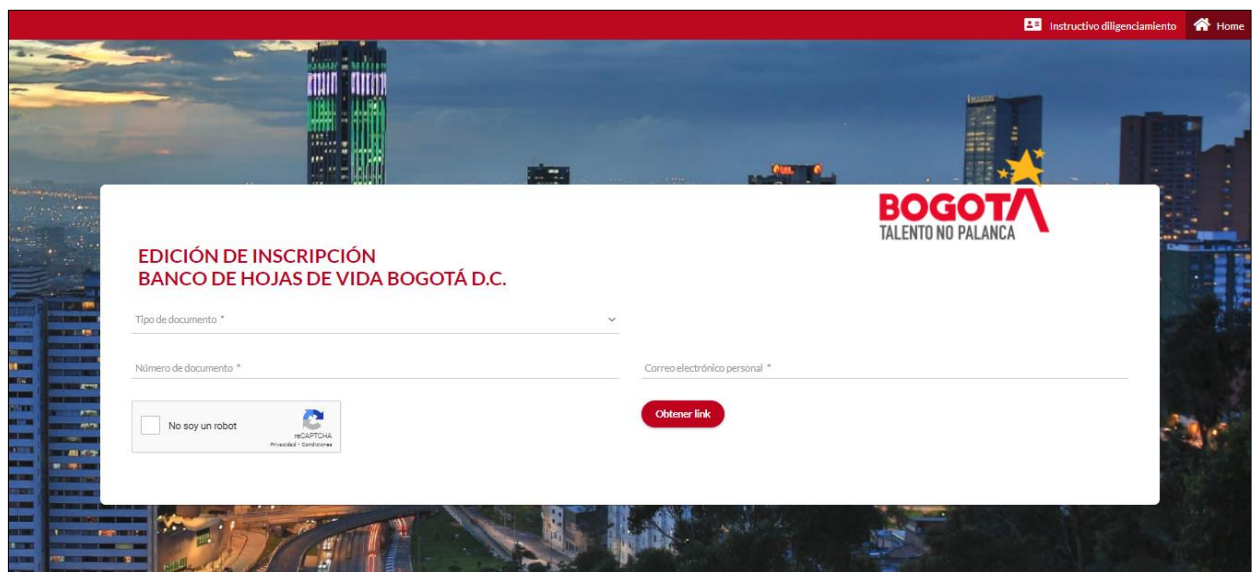 Instructivo diligenciamiento
Home
BOGOTÁ
TALENTO NO PALANCA
EDICIÓN DE INSCRIPCIÓN
BANCO DE HOJAS DE VIDA BOGOTÁ D.C.
Tipo de documento *
Número de documento *
Correo electrónico personal *
No soy un robot
reCAPTCHA
Privacidad - Condiciones
Obtener link